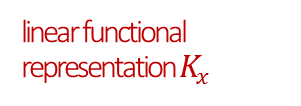 linear functional
representation Kₓ